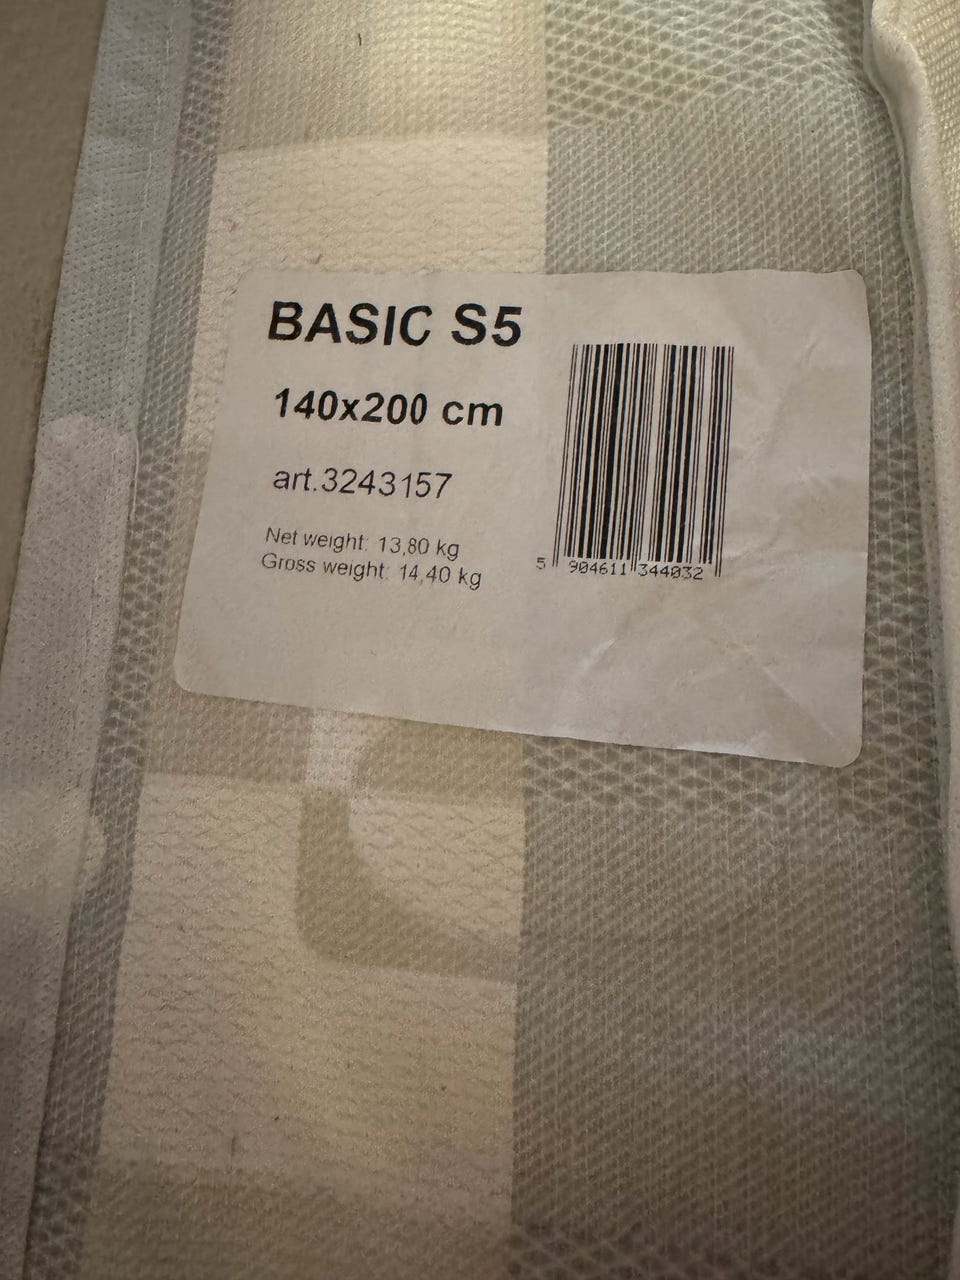 BASIC S5
140x200 cm
art.3243157
Net weight: 13,80 kg
Gross weight: 14,40 kg
5 904611 344032